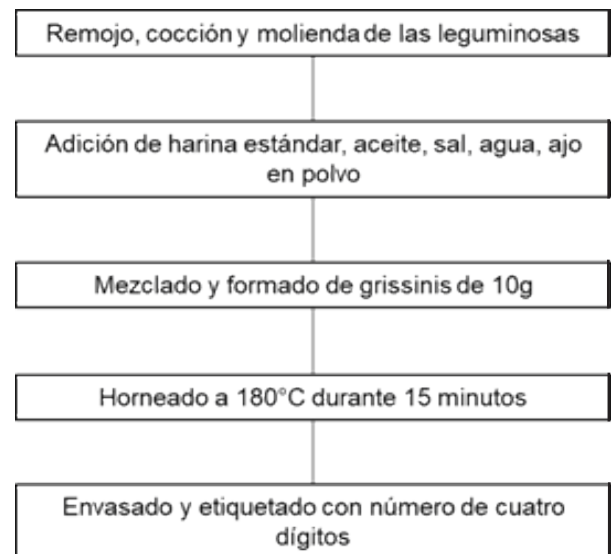 Remojo, cocción y molienda de las leguminosas
Adición de harina estándar, aceite, sal, agua, ajo
en polvo
Mezclado y formado de grissinis de 10g
Horneado a 180°C durante 15 minutos
Envasado y etiquetado con número de cuatro
dígitos